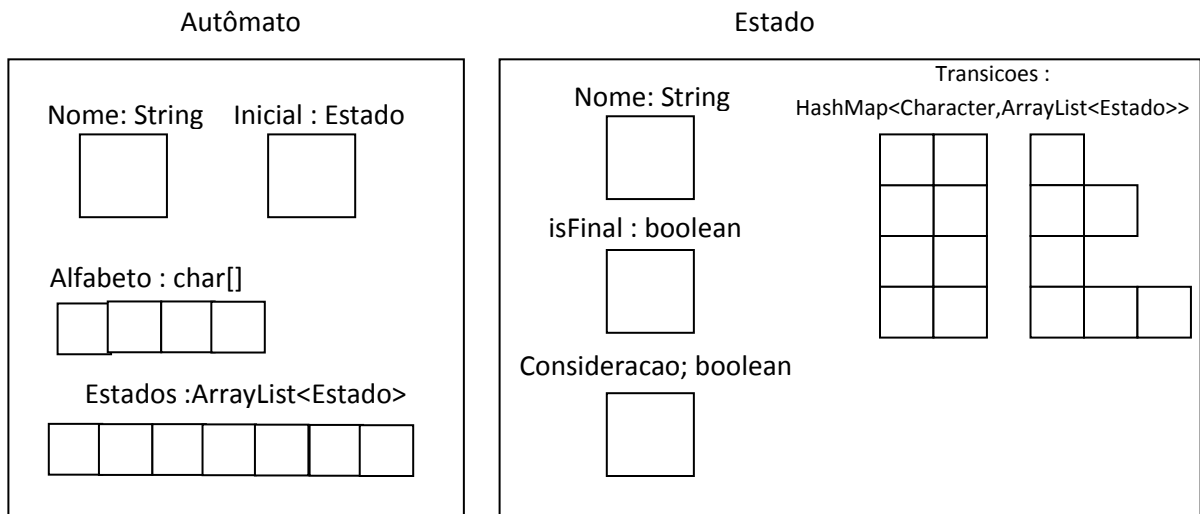 Autômato
Estado
Nome: String
Inicial : Estado
Alfabeto : char[]
Estados :ArrayList<Estado>
Nome: String
isFinal : boolean
Consideracao; boolean
Transicoes :
HashMap<Character,ArrayList<Estado>>